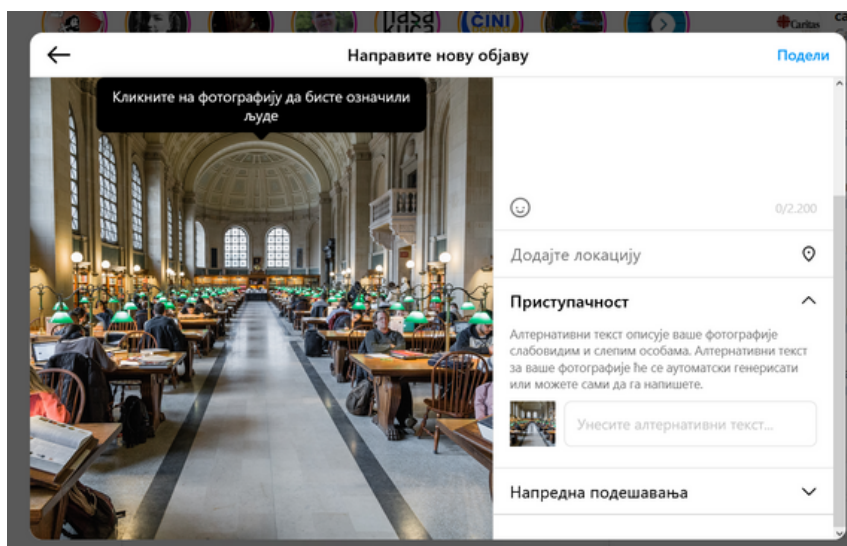 ČINI
Caritas
Направите нову објаву
Подели
Кликните на фотографију да бисте означили
људе
0/2.200
Додајте локацију
Приступачност
Алтернативни текст описује ваше фотографије
слабовидим и слепим особама. Алтернативни текст
за ваше фотографије ће се аутоматски генерисати
или можете сами да га напишете.
Унесите алтернативни текст...
Напредна подешавања